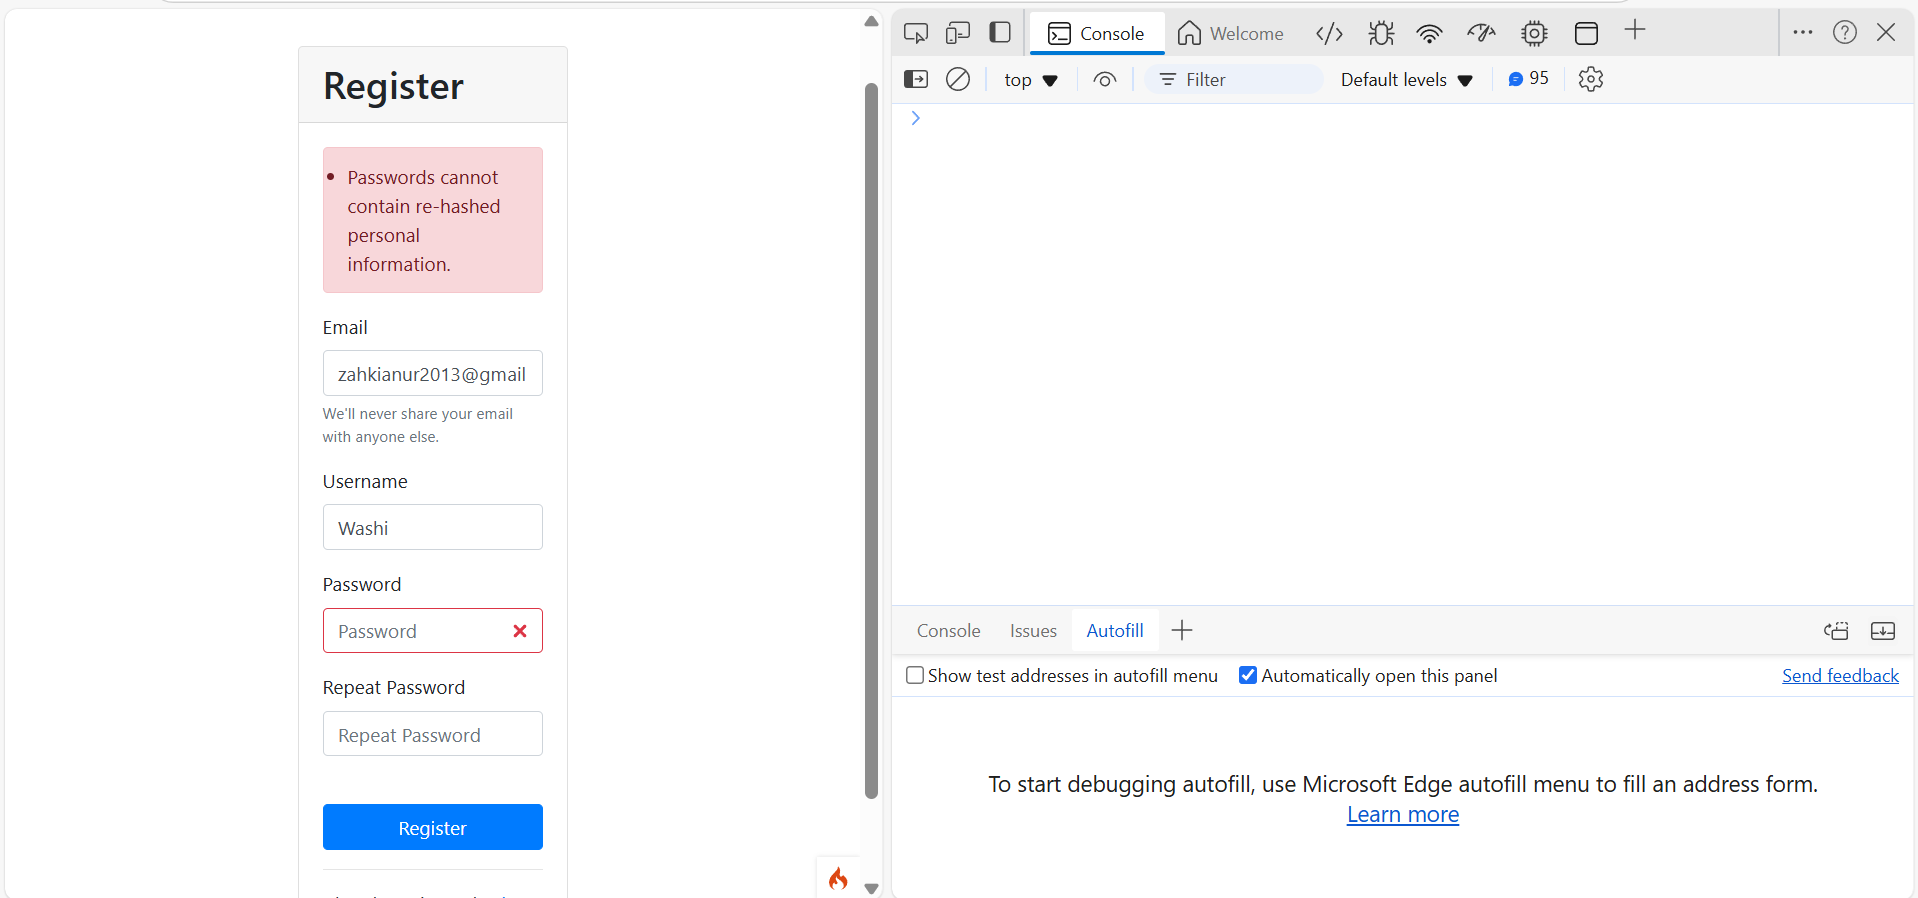 Register
Passwords cannot
contain re-hashed
personal
information.
Email
zahkianur2013@gmail
We'll never share your email
with anyone else.
Username
Washi
Password
Password
Repeat Password
Repeat Password
Register
Console
Welcome
top
Filter
Default levels
95
Console
Issues
Autofill
Show test addresses in autofill menu
Automatically open this panel
Send feedback
To start debugging autofill, use Microsoft Edge autofill menu to fill an address form.
Learn more